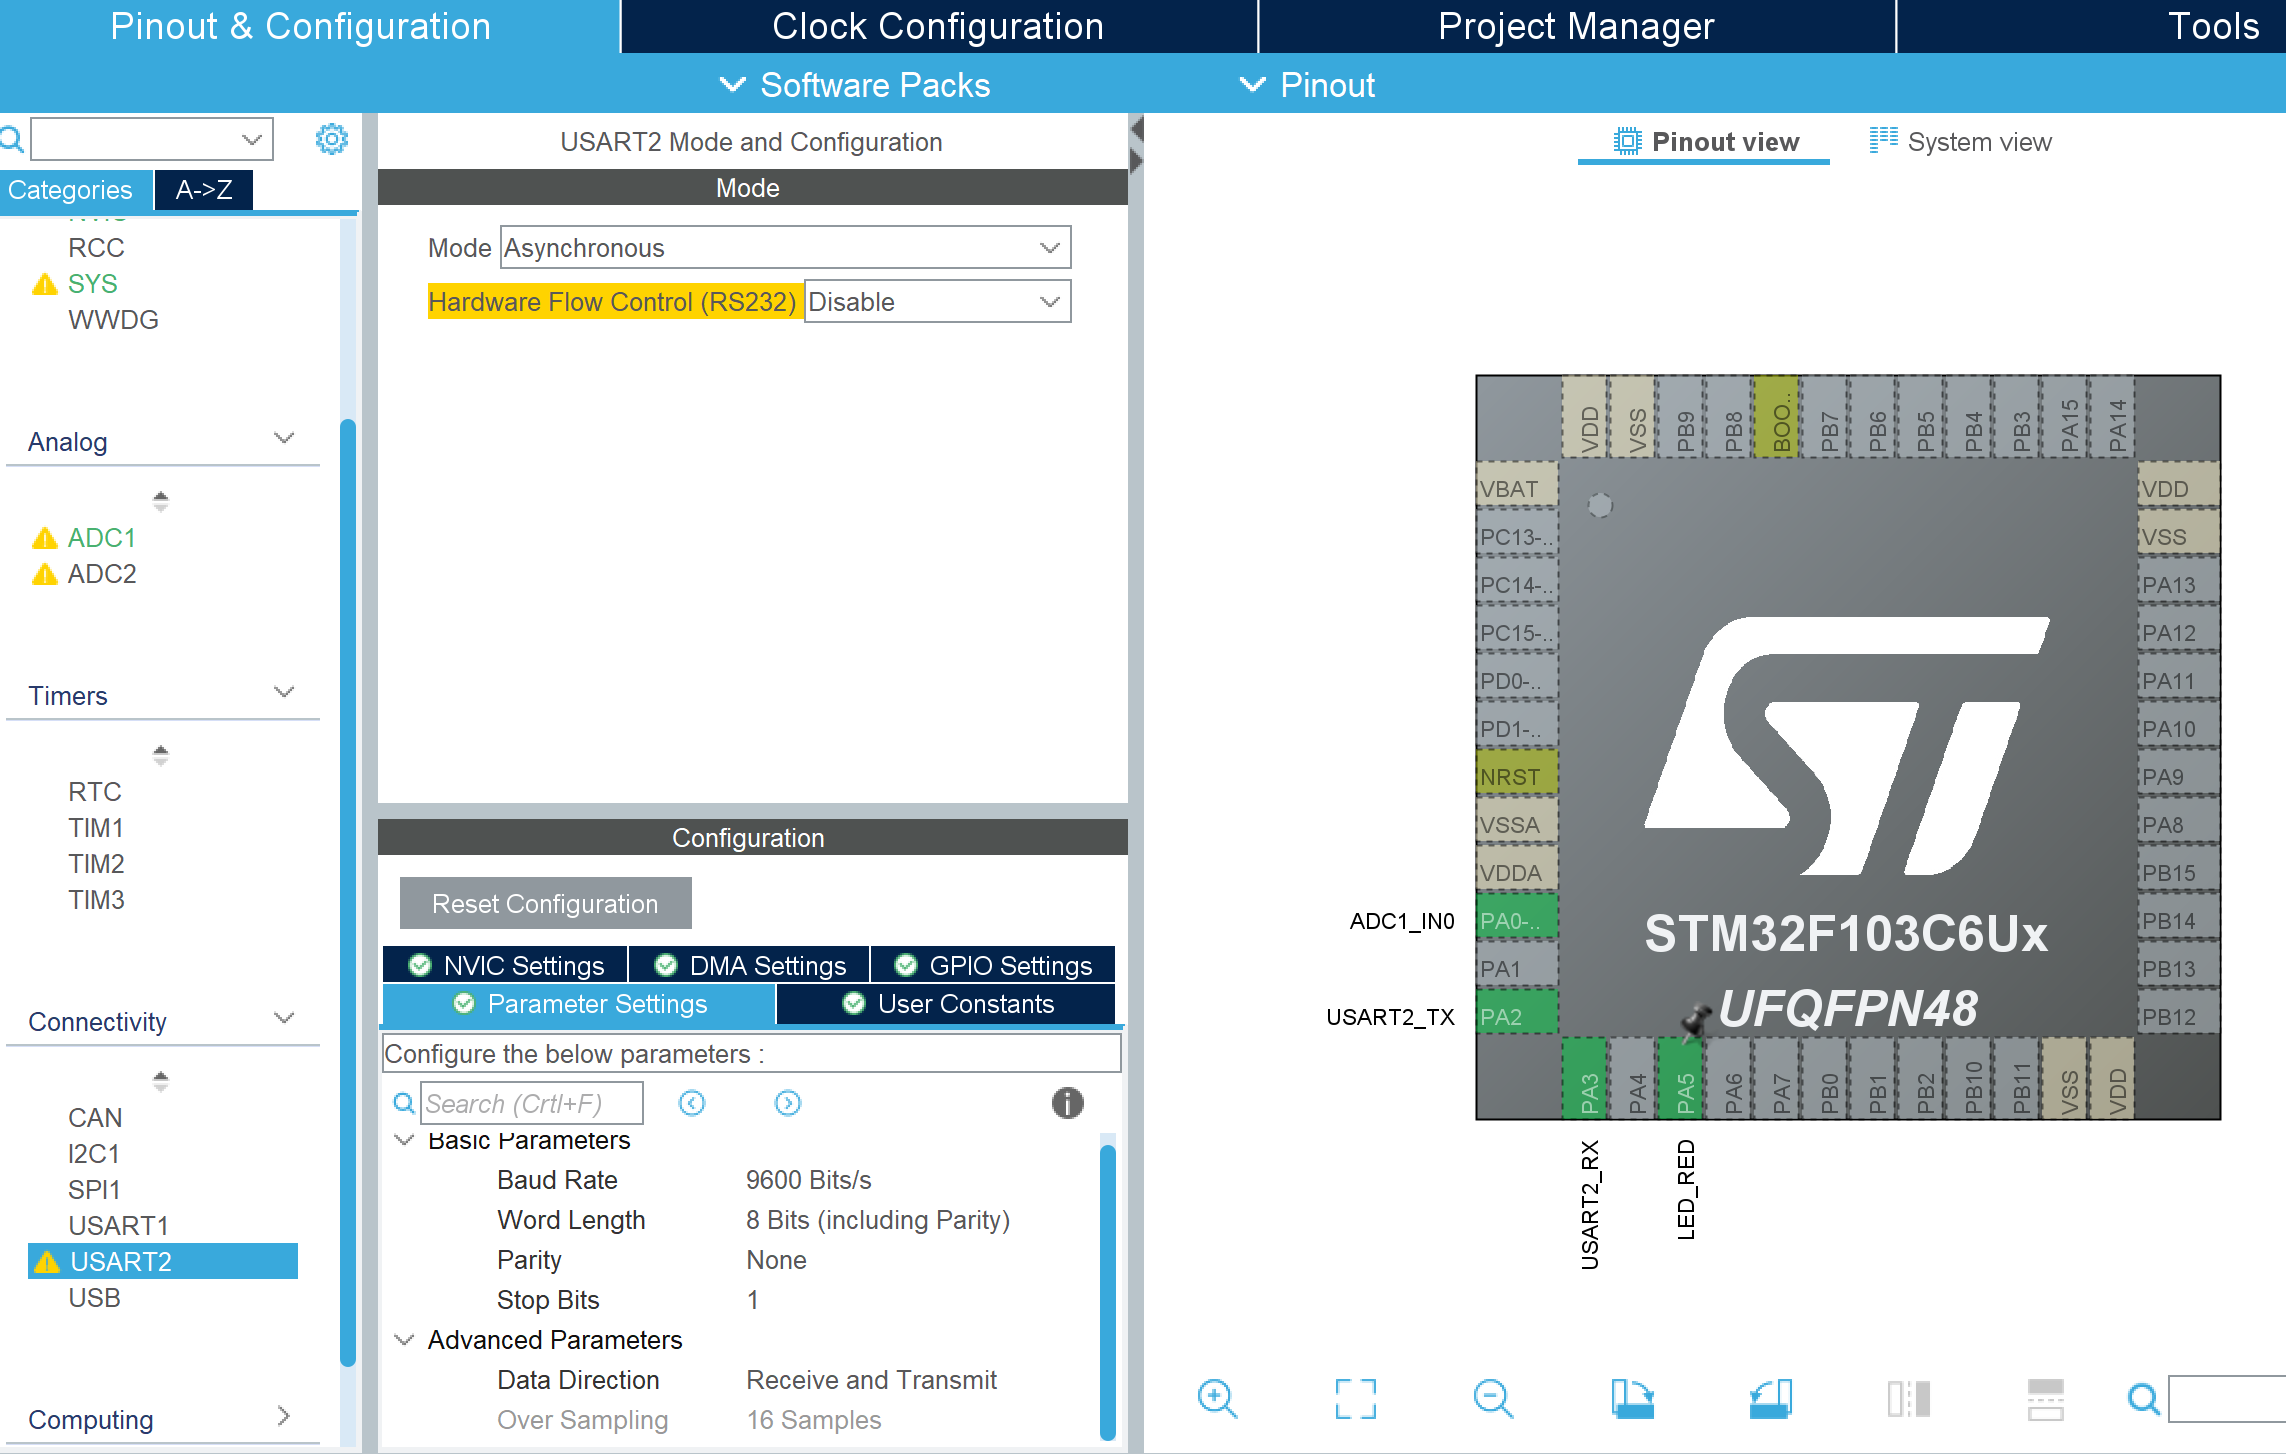 Pinout & Configuration
Clock Configuration
Project Manager
Tools
Software Packs
Pinout
Categories
A->Z
RCC
SYS
WWDG
Analog
ADC1
ADC2
Timers
RTC
TIM1
TIM2
TIM3
Connectivity
CAN
I2C1
SPI1
USART1
USART2
USB
Computing
USART2 Mode and Configuration
Mode
Mode Asynchronous
Hardware Flow Control (RS232) Disable
Configuration
Reset Configuration
NVIC Settings
DMA Settings
GPIO Settings
Parameter Settings
User Constants
Configure the below parameters :
Search (Crtl+F)
Basic Parameters
Baud Rate 9600 Bits/s
Word Length 8 Bits (including Parity)
Parity None
Stop Bits 1
Advanced Parameters
Data Direction Receive and Transmit
Over Sampling 16 Samples
Pinout view
System view
VDD
VSS
PB9
PB8
BOO..
PB7
PB6
PB5
PB4
PB3
PA15
PA14
VBAT
PC13-..
PC14-..
PC15-..
PD0-..
PD1-..
NRST
VSSA
VDDA
ADC1_IN0 PA0-..
PA1
USART2_TX PA2
VDD
VSS
PA13
PA12
PA11
PA10
PA9
PA8
PB15
PB14
PB13
PB12
ST
STM32F103C6Ux
UFQFPN48
PA3
PA4
PA5
PA6
PA7
PB0
PB1
PB2
PB10
PB11
VSS
VDD
USART2_RX
LED_RED